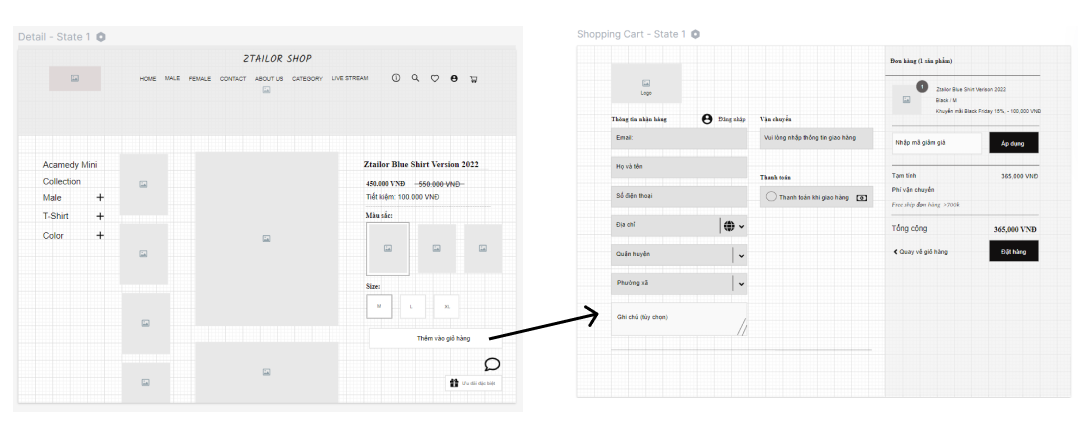 Detail - State 1
ZTAILOR SHOP
HOME MALE FEMALE CONTACT ABOUT US CATEGORY LIVE STREAM
Acamedy Mini
Collection
Male
T-Shirt
Color
Ztailor Blue Shirt Version 2022
450.000 VNĐ 550.000 VNĐ
Tiết kiệm: 100.000 VNĐ
Màu sắc:
Size:
M L XL
Thêm vào giỏ hàng
Ưu đãi đặc biệt
Shopping Cart - State 1
Logo
Thông tin nhận hàng
Đăng nhập
Email:
Họ và tên
Số điện thoại
Địa chỉ
Quận huyện
Phường xã
Ghi chú (tùy chọn)
Vận chuyển
Vui lòng nhập thông tin giao hàng
Thanh toán
Thanh toán khi giao hàng
Đơn hàng (1 sản phẩm)
1
Ztailor Blue Shirt Verison 2022
Black / M
Khuyến mãi Black Friday 15%, - 100,000 VNĐ
Nhập mã giảm giá
Áp dụng
Tạm tính 365,000 VNĐ
Phí vận chuyển
Free ship đơn hàng >700k
Tổng cộng 365,000 VNĐ
Quay về giỏ hàng
Đặt hàng